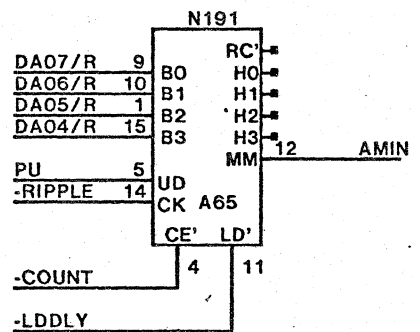 N191
RC'
DA07/R 9 B0 H0
DA06/R 10 B1 H1
DA05/R 1 B2 H2
DA04/R 15 B3 H3
MM 12 AMIN
PU 5 UD
-RIPPLE 14 CK A65
CE' LD'
-COUNT 4 11
-LDDLY